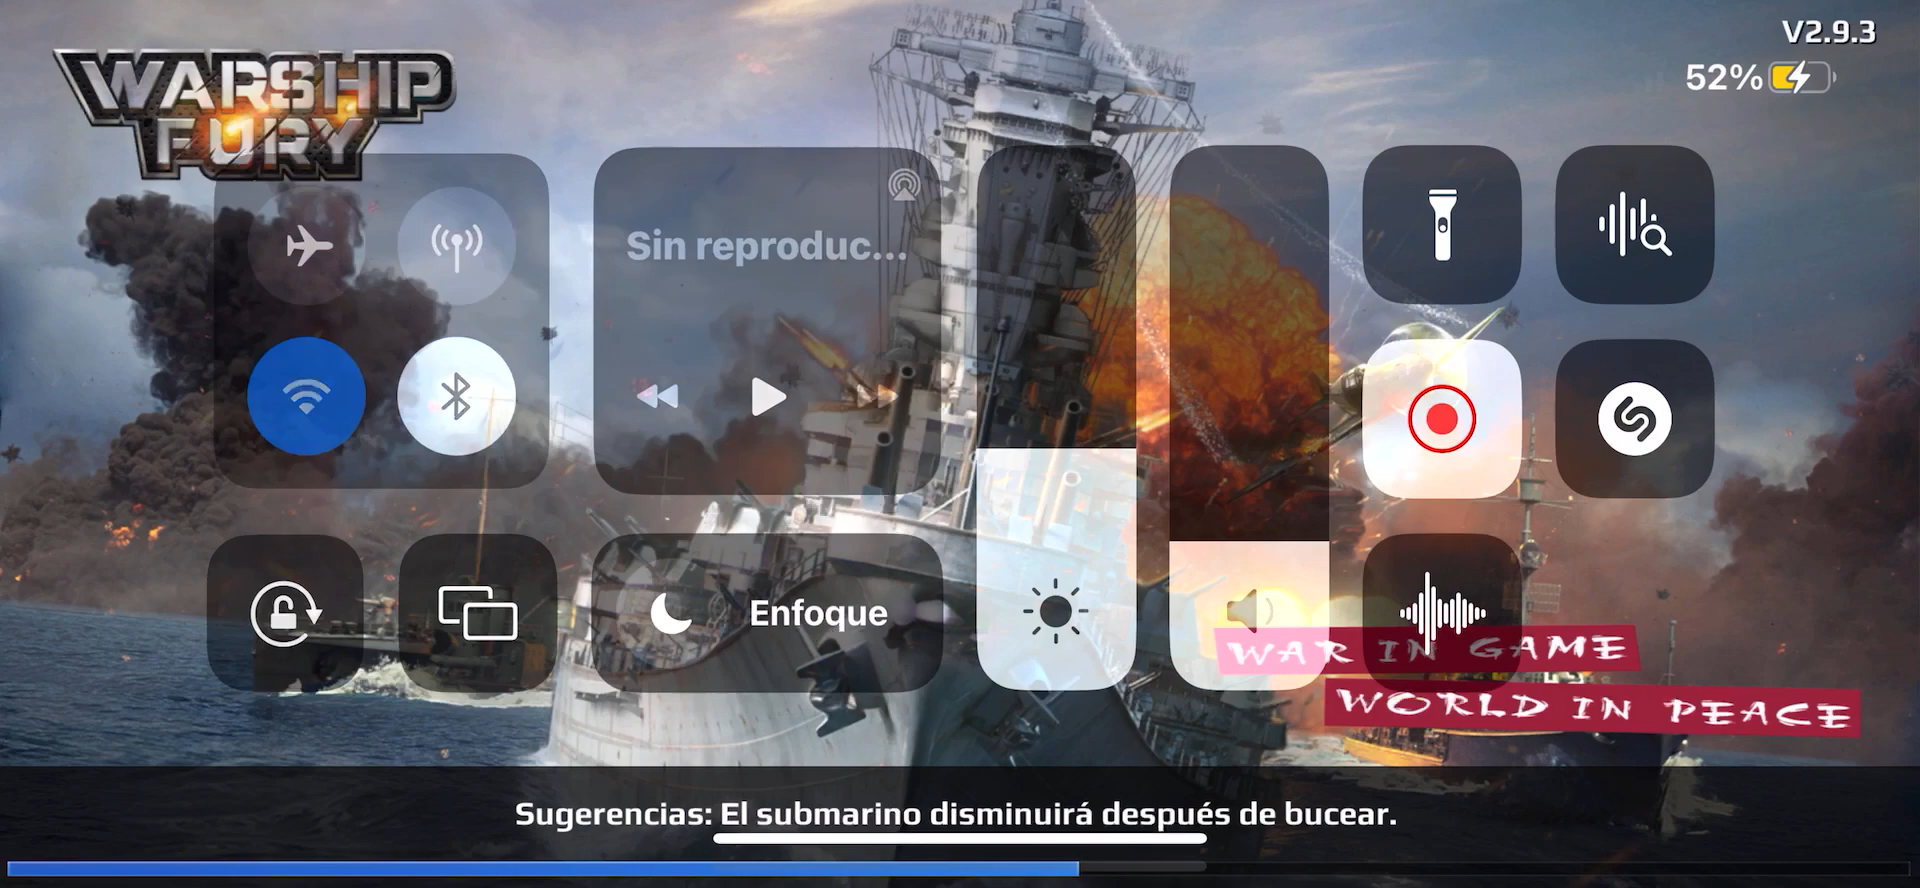 V2.9.3
WARSHIP
FURY
52%
Sin reproduc...
Enfoque
WAR IN GAME
WORLD IN PEACE
Sugerencias: El submarino disminuirá después de bucear.